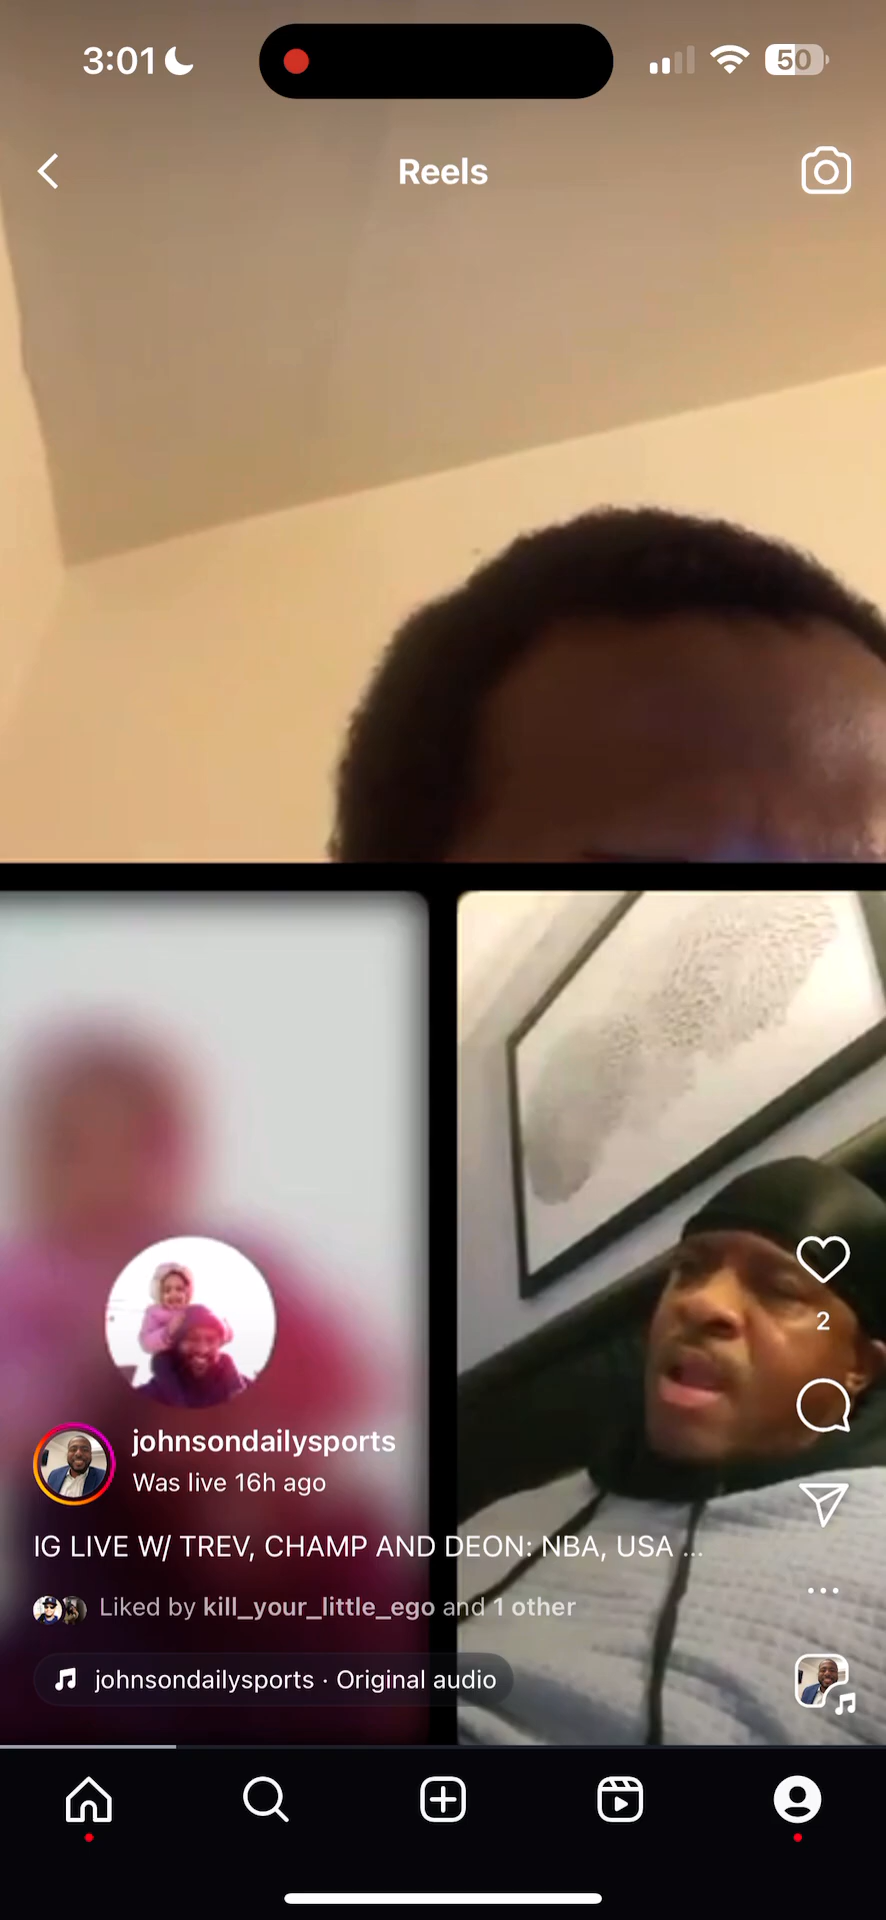 3:01
50
Reels
2
johnsondailysports
Was live 16h ago
IG LIVE W/ TREV, CHAMP AND DEON: NBA, USA ...
Liked by kill_your_little_ego and 1 other
johnsondailysports · Original audio